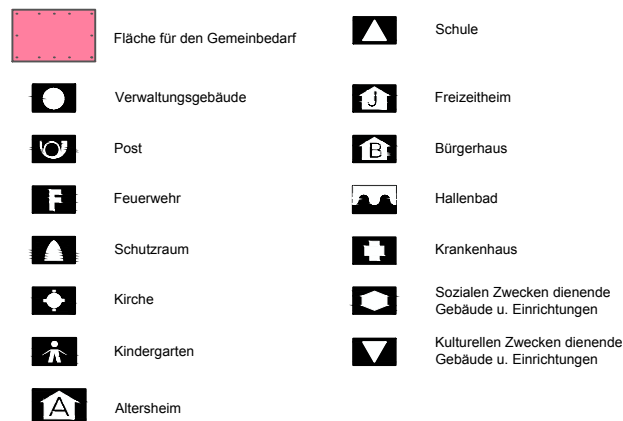 Fläche für den Gemeinbedarf
Verwaltungsgebäude
Post
F
Feuerwehr
Schutzraum
Kirche
Kindergarten
A
Altersheim
Schule
J
Freizeitheim
B
Bürgerhaus
Hallenbad
Krankenhaus
Sozialen Zwecken dienende
Gebäude u. Einrichtungen
Kulturellen Zwecken dienende
Gebäude u. Einrichtungen